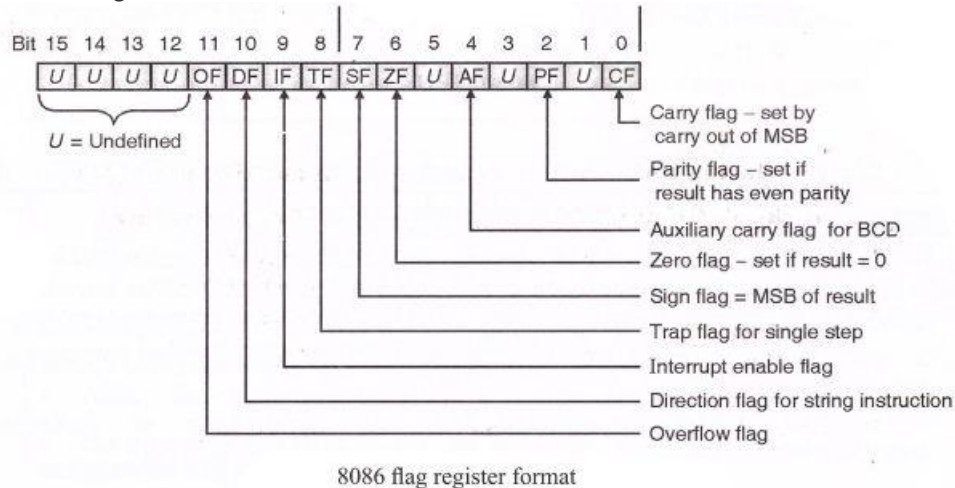 Bit 15 14 13 12 11 10 9 8 7 6 5 4 3 2 1 0
U U U U OF DF IF TF SF ZF U AF U PF U CF
U = Undefined
Carry flag – set by
carry out of MSB
Parity flag – set if
result has even parity
Auxiliary carry flag for BCD
Zero flag – set if result = 0
Sign flag = MSB of result
Trap flag for single step
Interrupt enable flag
Direction flag for string instruction
Overflow flag
8086 flag register format